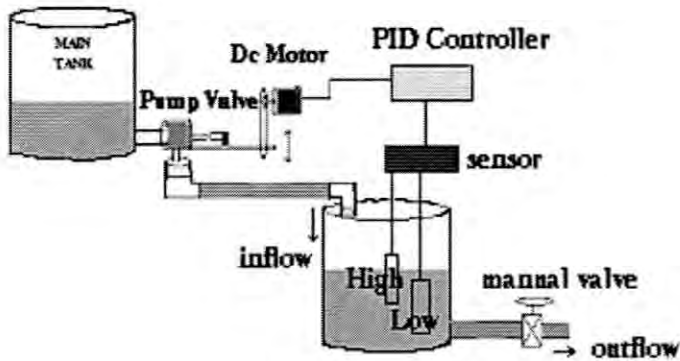 MAIN
TANK
Dc Motor
PID Controller
Pump Valve
sensor
inflow
High
Low
mannal valve
outflow